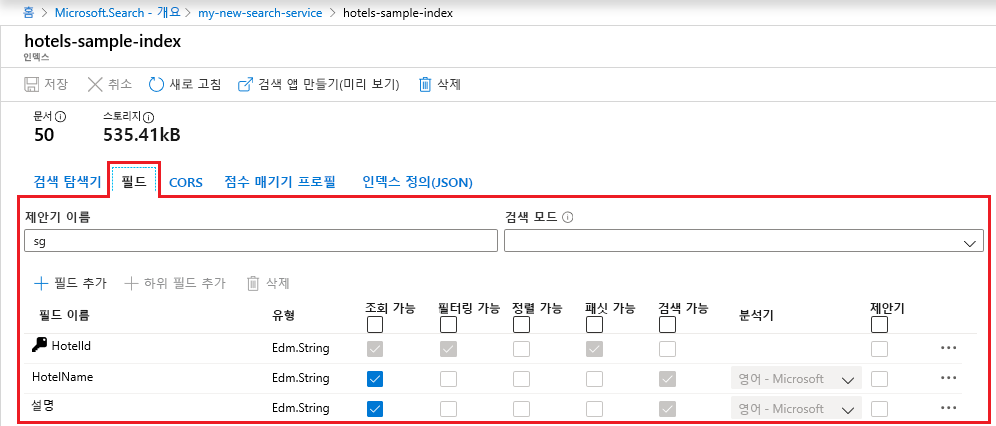 홈 > Microsoft.Search - 개요 > my-new-search-service > hotels-sample-index
hotels-sample-index
인덱스
저장 취소 새로 고침 검색 앱 만들기(미리 보기) 삭제
문서 스토리지
50 535.41kB
검색 탐색기 필드 CORS 점수 매기기 프로필 인덱스 정의(JSON)
제안기 이름 검색 모드
sg
필드 추가 하위 필드 추가 삭제
필드 이름 유형 조회 가능 필터링 가능 정렬 가능 패싯 가능 검색 가능 분석기 제안기
HotelId Edm.String
HotelName Edm.String 영어 - Microsoft
설명 Edm.String 영어 - Microsoft